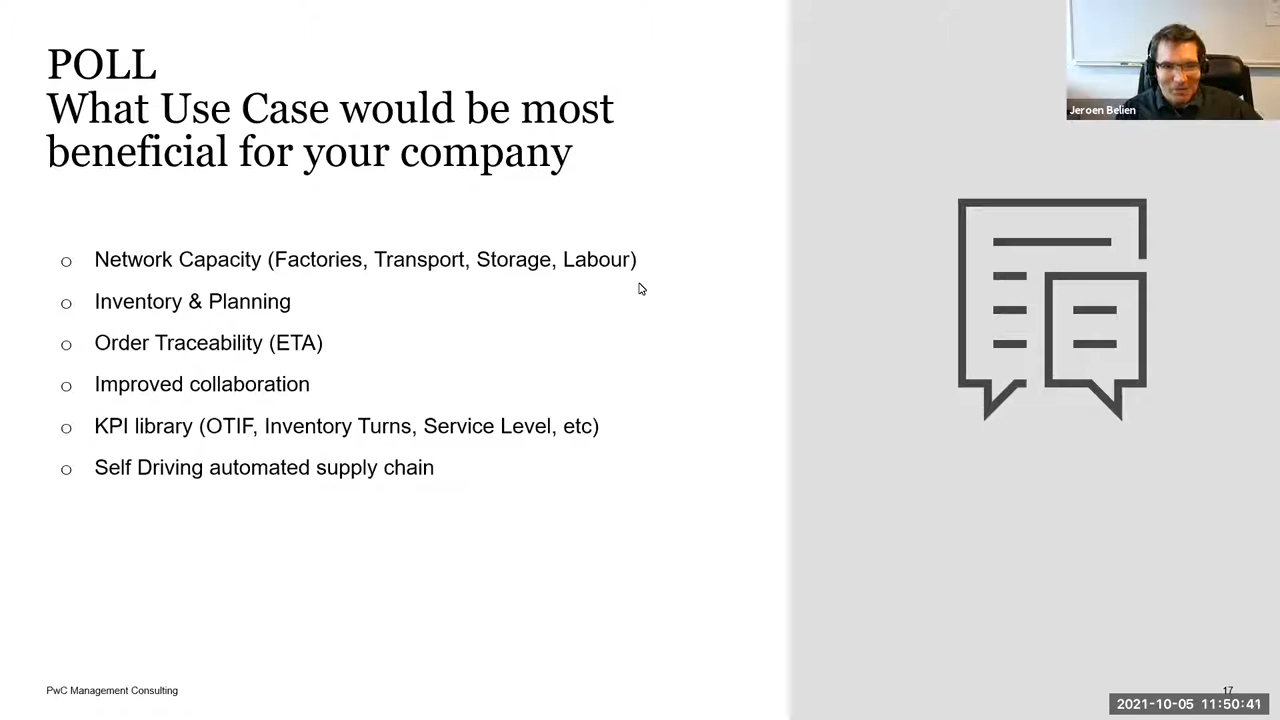 POLL
What Use Case would be most
beneficial for your company
Jeroen Belien
o Network Capacity (Factories, Transport, Storage, Labour)
o Inventory & Planning
o Order Traceability (ETA)
o Improved collaboration
o KPI library (OTIF, Inventory Turns, Service Level, etc)
o Self Driving automated supply chain
PwC Management Consulting
17
2021-10-05 11:50:41